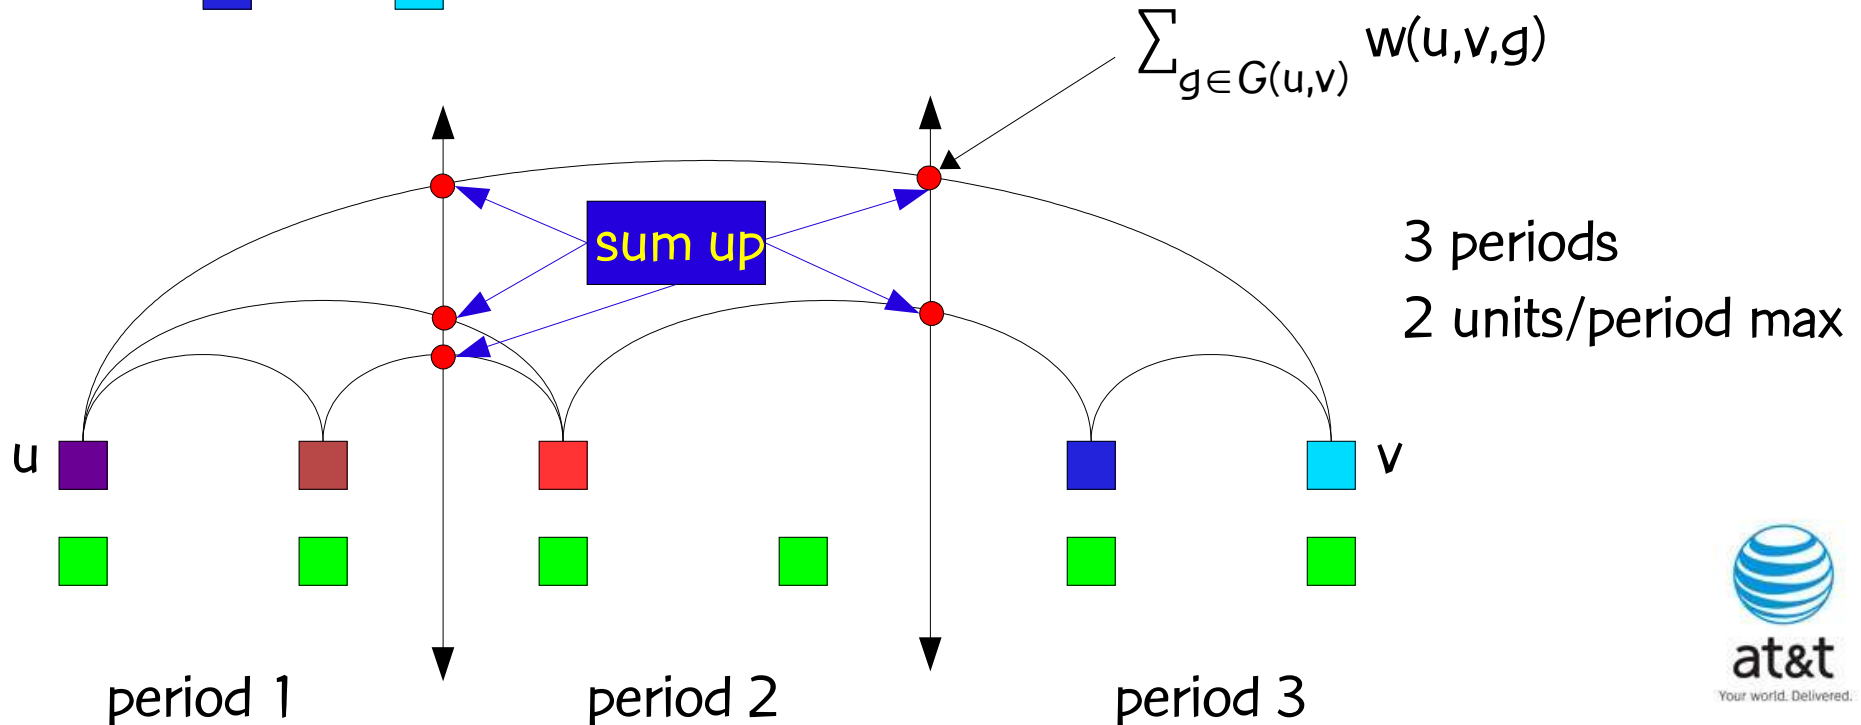 ∑g∈G(u,v) w(u,v,g)
sum up
3 periods
2 units/period max
u
v
period 1
period 2
period 3
at&t
Your world. Delivered.